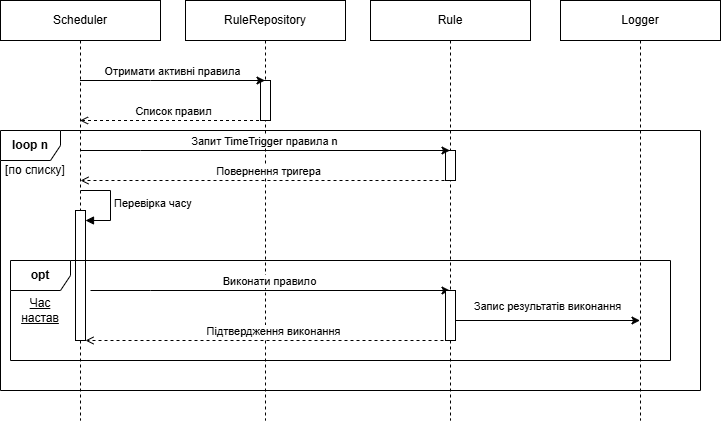 Scheduler
RuleRepository
Rule
Logger
Отримати активні правила
Список правил
loop n
Запит TimeTrigger правила n
[по списку]
Повернення тригера
Перевірка часу
opt
Виконати правило
Час
настав
Запис результатів виконання
Підтвердження виконання